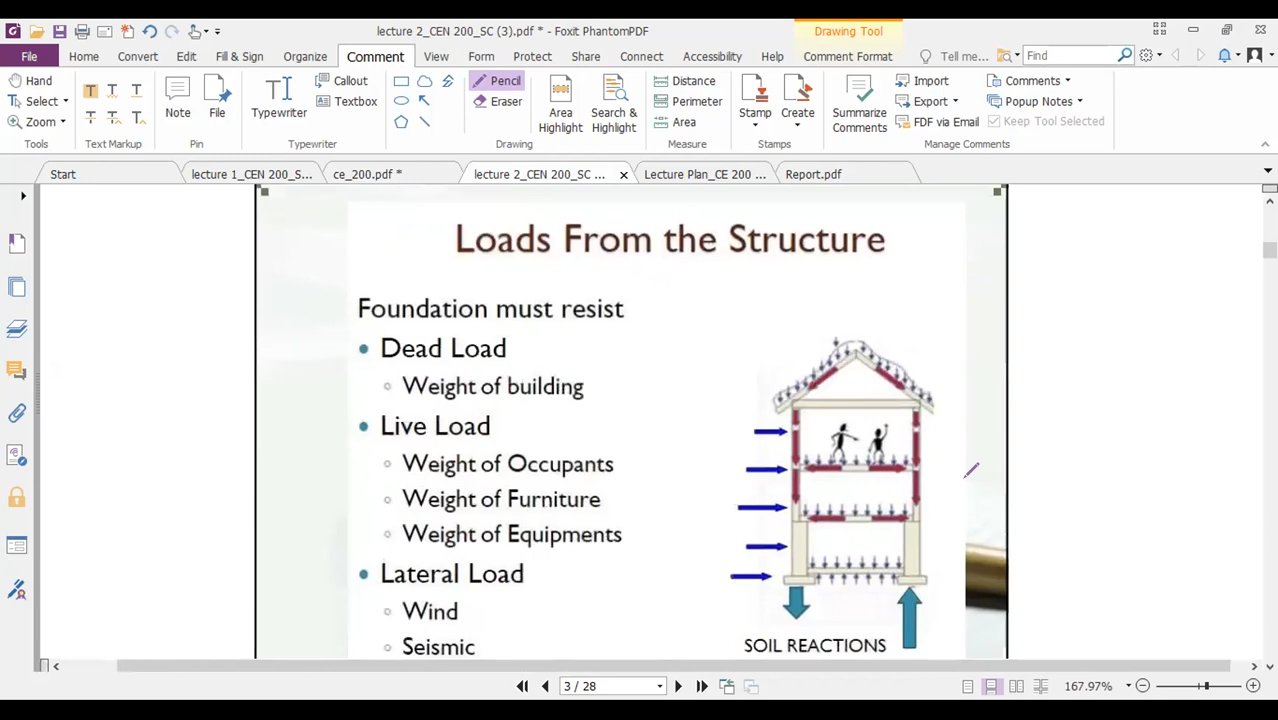 lecture 2_CEN 200_SC (3).pdf * - Foxit PhantomPDF
Drawing Tool
File Home Edit Fill & Sign Organize Comment View Form Protect Share Connect Accessibility Help Comment Format Tell me... Find
Hand
Select
Zoom
Tools
Text Markup
Note
File
Pin
Typewriter
Callout
Textbox
Typewriter
Pencil
Eraser
Area Highlight
Search & Highlight
Drawing
Distance
Perimeter
Area
Measure
Stamp
Create
Stamps
Summarize Comments
Import
Export
FDF via Email
Comments
Popup Notes
Keep Tool Selected
Manage Comments
Start
lecture 1_CEN 200_S...
ce_200.pdf *
lecture 2_CEN 200_SC ...
Lecture Plan_CE 200 ...
Report.pdf
Loads From the Structure
Foundation must resist
Dead Load
Weight of building
Live Load
Weight of Occupants
Weight of Furniture
Weight of Equipments
Lateral Load
Wind
Seismic
SOIL REACTIONS
3 / 28
167.97%